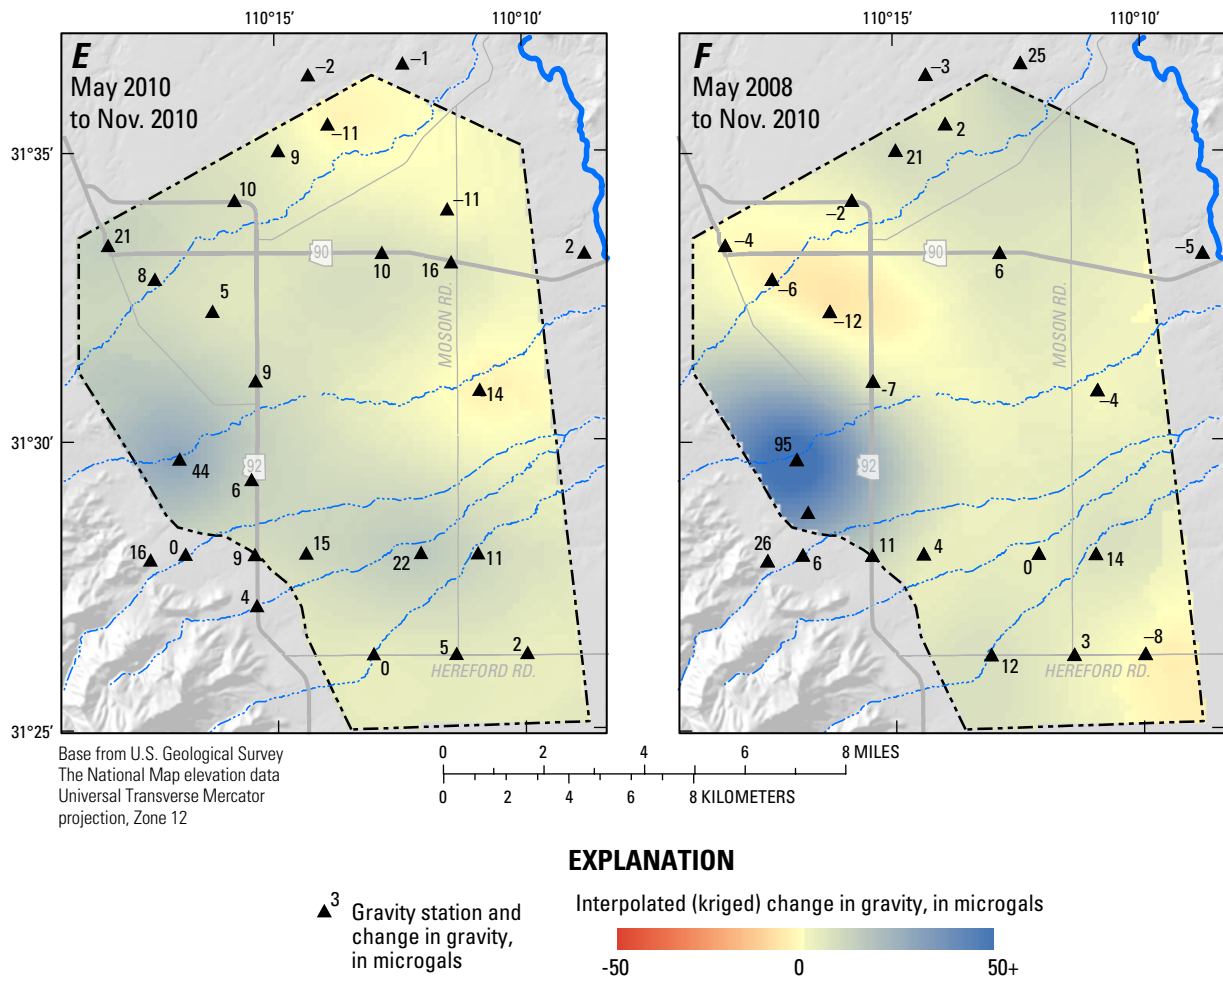 110°15'
110°10'
110°15'
110°10'
E
May 2010
to Nov. 2010
−2
−1
−11
9
10
−11
21
8
5
10
16
2
90
MOSON RD.
9
14
44
6
92
16
0
9
15
22
11
4
0
5
2
HEREFORD RD.
F
May 2008
to Nov. 2010
−3
25
2
21
−2
−4
−6
−12
6
−5
90
MOSON RD.
-7
−4
95
92
26
6
11
4
0
14
12
3
−8
HEREFORD RD.
31°35'
31°30'
31°25'
Base from U.S. Geological Survey
The National Map elevation data
Universal Transverse Mercator
projection, Zone 12
0 2 4 6 8 MILES
0 2 4 6 8 KILOMETERS
EXPLANATION
3
Gravity station and
change in gravity,
in microgals
Interpolated (kriged) change in gravity, in microgals
-50 0 50+